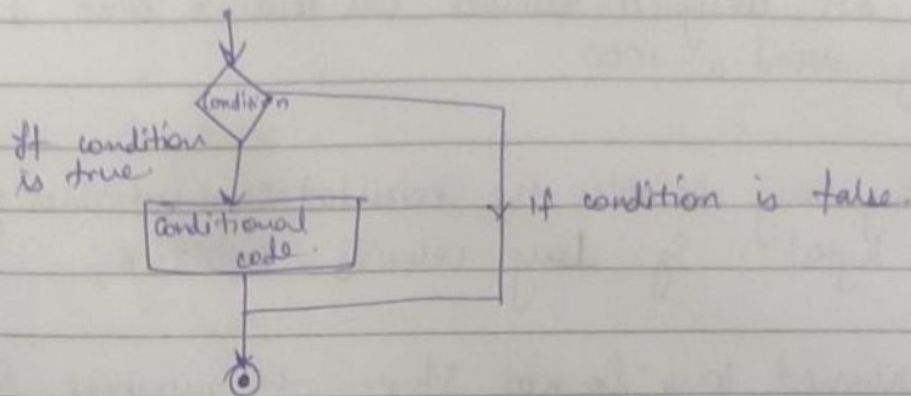 Condition
If condition
is true.
if condition is false.
Conditional
code.